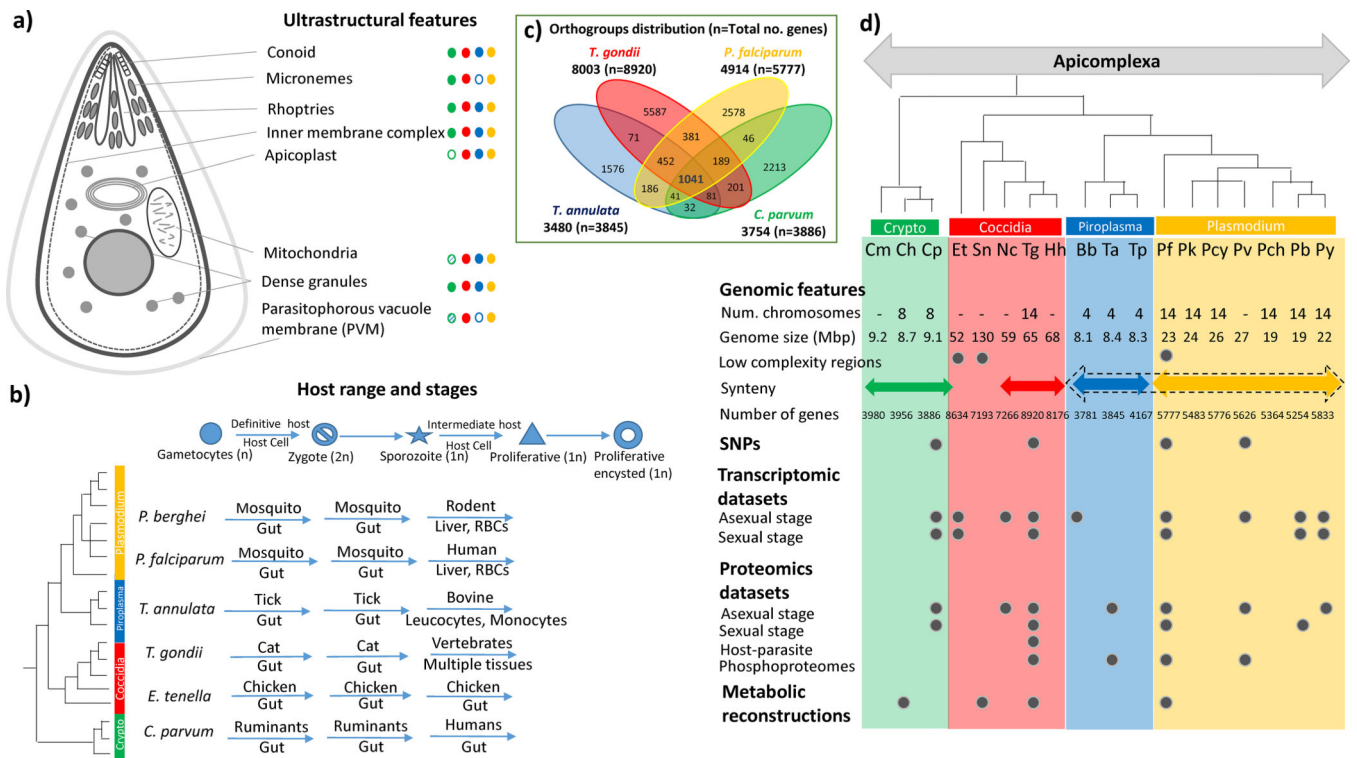 a)
Ultrastructural features
Conoid
Micronemes
Rhoptries
Inner membrane complex
Apicoplast
Mitochondria
Dense granules
Parasitophorous vacuole
membrane (PVM)
b)
Host range and stages
Definitive host
Host Cell
Intermediate host
Host Cell
Gametocytes (n)
Zygote (2n)
Sporozoite (1n)
Proliferative (1n)
Proliferative
encysted (1n)
Plasmodium
Piroplasma
Coccidia
Crypto
P. berghei
Mosquito
Gut
Mosquito
Gut
Rodent
Liver, RBCs
P. falciparum
Mosquito
Gut
Mosquito
Gut
Human
Liver, RBCs
T. annulata
Tick
Gut
Tick
Gut
Bovine
Leucocytes, Monocytes
T. gondii
Cat
Gut
Cat
Gut
Vertebrates
Multiple tissues
E. tenella
Chicken
Gut
Chicken
Gut
Chicken
Gut
C. parvum
Ruminants
Gut
Ruminants
Gut
Humans
Gut
c)
Orthogroups distribution (n=Total no. genes)
T. gondii
8003 (n=8920)
P. falciparum
4914 (n=5777)
5587
2578
71
381
46
1576
452
189
2213
1041
186
41
81
201
32
T. annulata
3480 (n=3845)
C. parvum
3754 (n=3886)
d)
Apicomplexa
Crypto
Coccidia
Piroplasma
Plasmodium
Cm Ch Cp Et Sn Nc Tg Hh Bb Ta Tp Pf Pk Pcy Pv Pch Pb Py
Genomic features
Num. chromosomes - 8 8 - - - 14 - 4 4 4 14 14 14 - 14 14 14
Genome size (Mbp) 9.2 8.7 9.1 52 130 59 65 68 8.1 8.4 8.3 23 24 26 27 19 19 22
Low complexity regions
Synteny
Number of genes 3980 3956 3886 8634 7193 7266 8920 8176 3781 3845 4167 5777 5483 5776 5626 5364 5254 5833
SNPs
Transcriptomic
datasets
Asexual stage
Sexual stage
Proteomics
datasets
Asexual stage
Sexual stage
Host-parasite
Phosphoproteomes
Metabolic
reconstructions